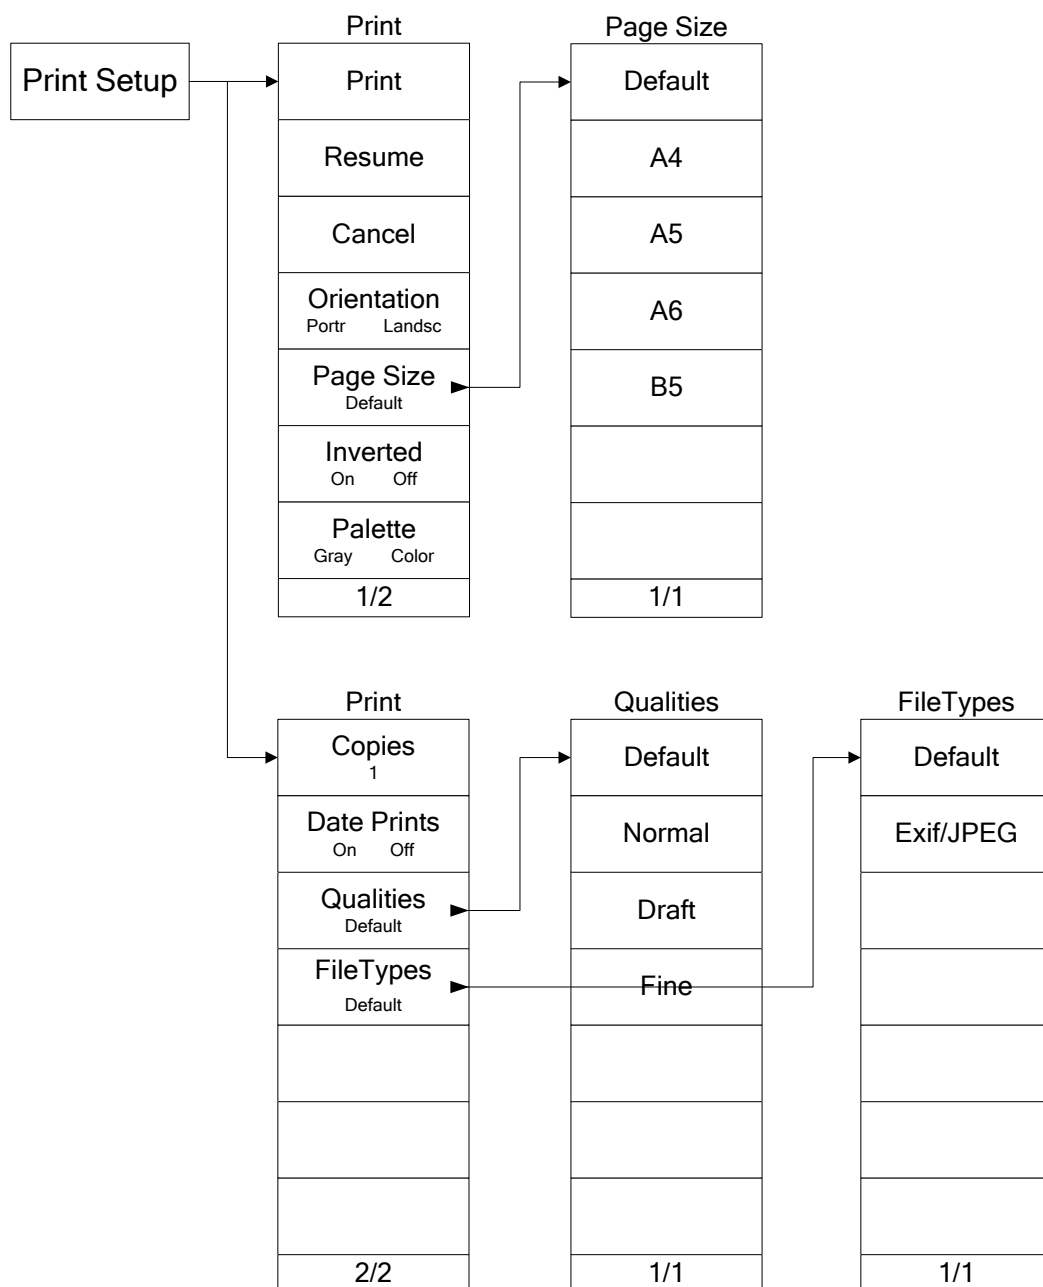 Print Setup
Print
Print
Resume
Cancel
Orientation
Portr Landsc
Page Size
Default
Inverted
On Off
Palette
Gray Color
1/2
Page Size
Default
A4
A5
A6
B5
1/1
Print
Copies
1
Date Prints
On Off
Qualities
Default
FileTypes
Default
2/2
Qualities
Default
Normal
Draft
Fine
1/1
FileTypes
Default
Exif/JPEG
1/1